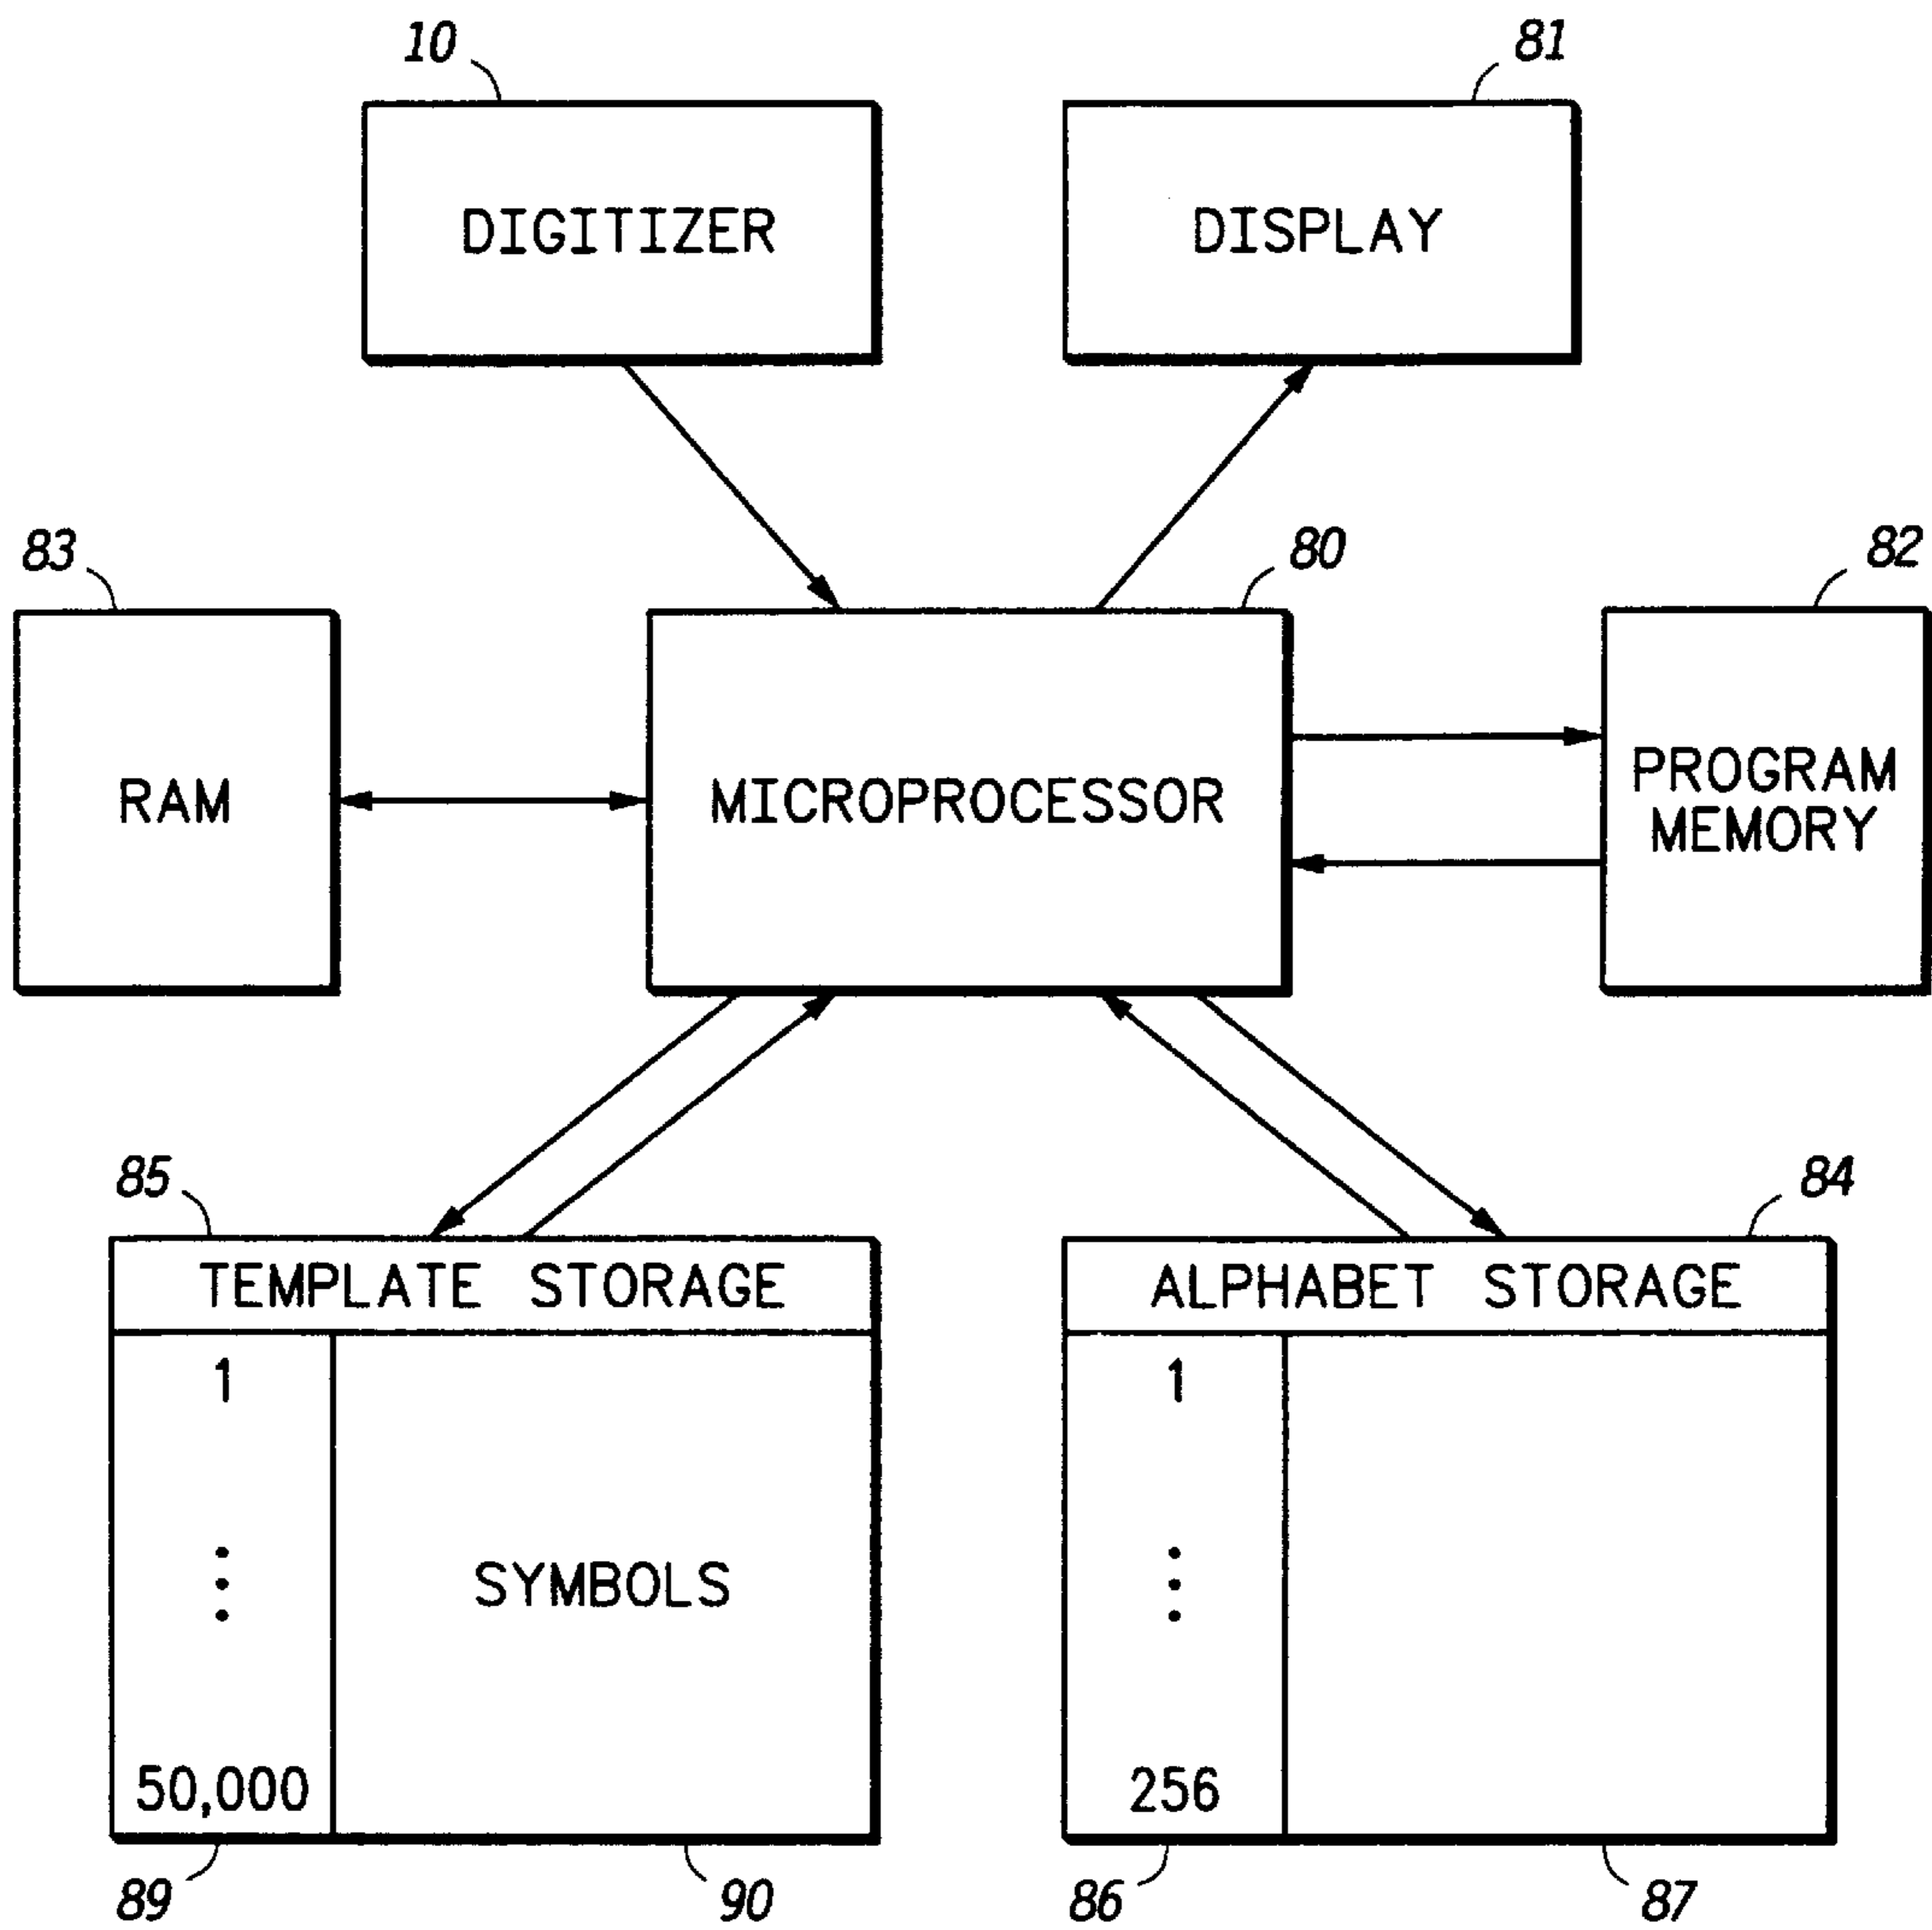 10
81
DIGITIZER
DISPLAY
83
80
82
RAM
MICROPROCESSOR
PROGRAM
MEMORY
85
84
TEMPLATE STORAGE
ALPHABET STORAGE
1
1
SYMBOLS
50,000
256
89
90
86
87